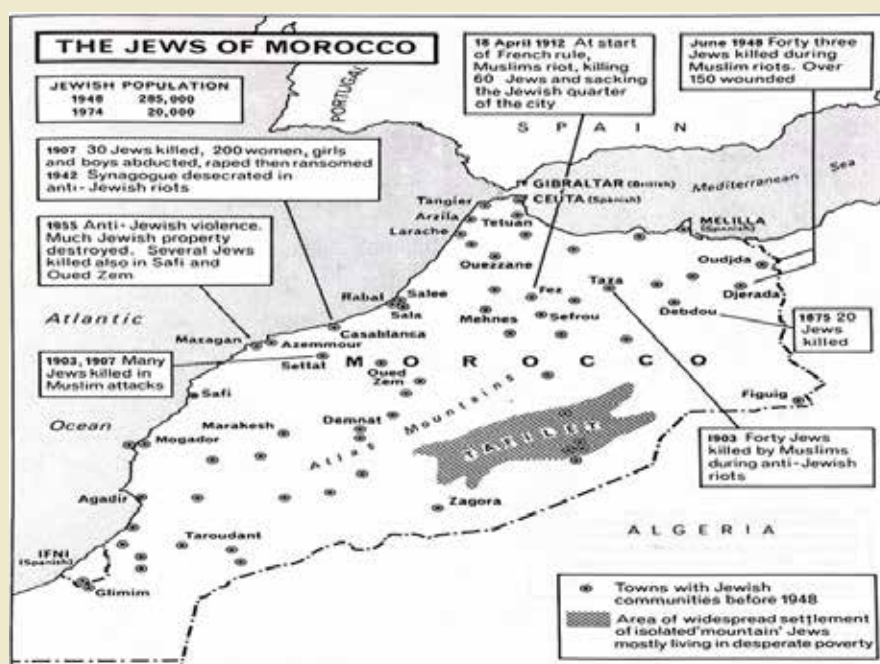 THE JEWS OF MOROCCO
JEWISH POPULATION
1948 285,000
1974 20,000
18 April 1912 At start
of French rule,
Muslims riot, killing
60 Jews and sacking
the Jewish quarter
of the city
June 1948 Forty three
Jews killed during
Muslim riots. Over
150 wounded
PORTUGAL
SPAIN
1907 30 Jews killed, 200 women, girls
and boys abducted, raped then ransomed
1942 Synagogue desecrated in
anti-Jewish riots
1955 Anti-Jewish violence.
Much Jewish property
destroyed. Several Jews
killed also in Safi and
Oued Zem
GIBRALTAR (British)
CEUTA (Spanish)
Mediterranean Sea
MELILLA
(Spanish)
Tangier
Arzila
Larache
Tetuan
Ouezzane
Oudjda
Djerada
Fez
Taza
Debdou
Rabat
Salee
Sala
Meknes
Sefrou
1875 20
Jews
killed
Atlantic
Ocean
Mazagan
Azemmour
Casablanca
Settat
MOROCCO
Oued
Zem
1903, 1907 Many
Jews killed in
Muslim attacks
Safi
Figuig
Marakesh
Demnat
Atlas Mountains
TAFILET
Mogador
1903 Forty Jews
killed by Muslims
during anti-Jewish
riots
Agadir
Zagora
ALGERIA
Taroudant
IFNI
(Spanish)
Glimim
Towns with Jewish
communities before 1948
Area of widespread settlement
of isolated 'mountain' Jews
mostly living in desperate poverty